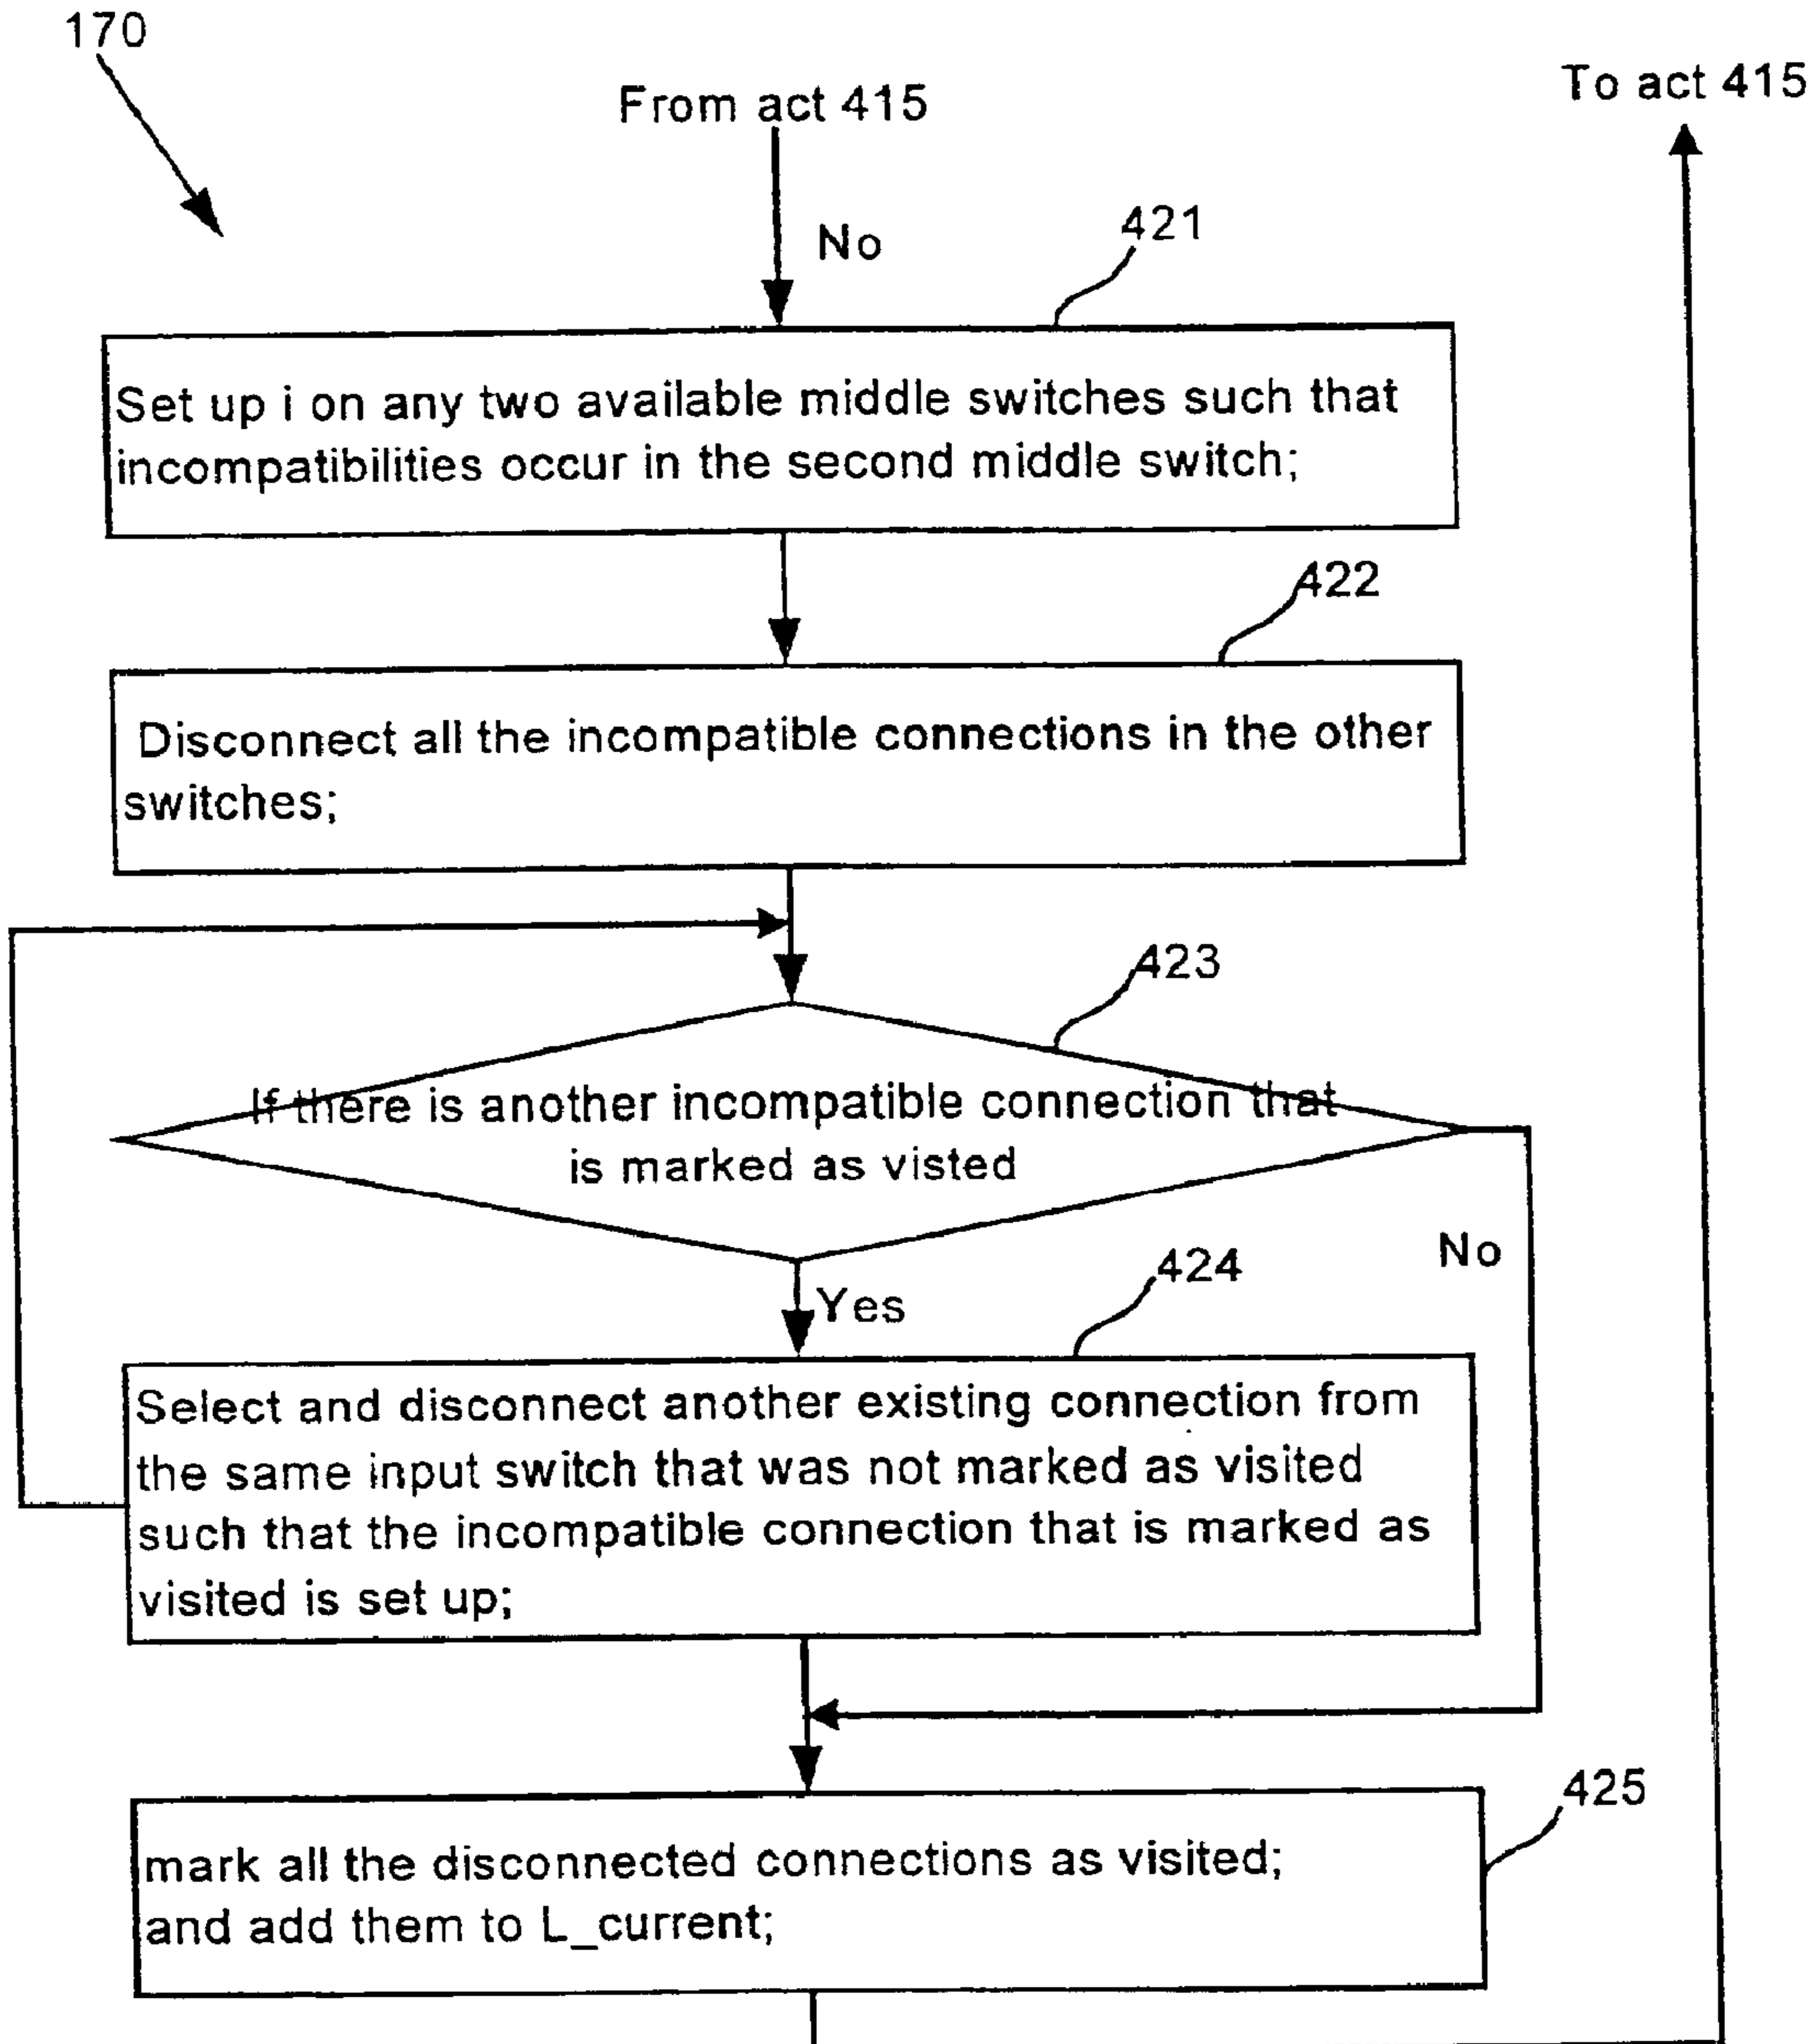 170
From act 415
To act 415
No
421
Set up i on any two available middle switches such that
incompatibilities occur in the second middle switch;
422
Disconnect all the incompatible connections in the other
switches;
423
If there is another incompatible connection that
is marked as visted
No
424
Yes
Select and disconnect another existing connection from
the same input switch that was not marked as visited
such that the incompatible connection that is marked as
visited is set up;
425
mark all the disconnected connections as visited;
and add them to L_current;